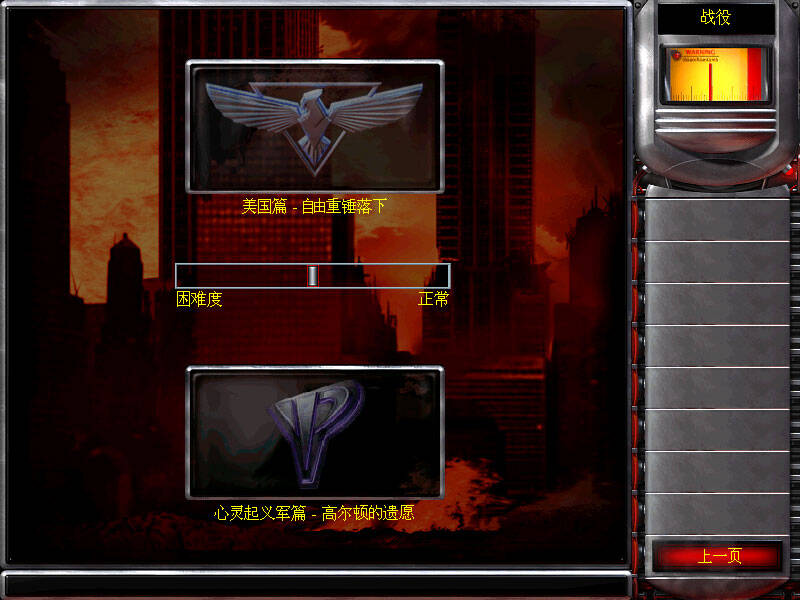 战役
WARNING
美国篇 - 自由重锤落下
困难度
正常
心灵起义军篇 - 高尔顿的遗愿
上一页